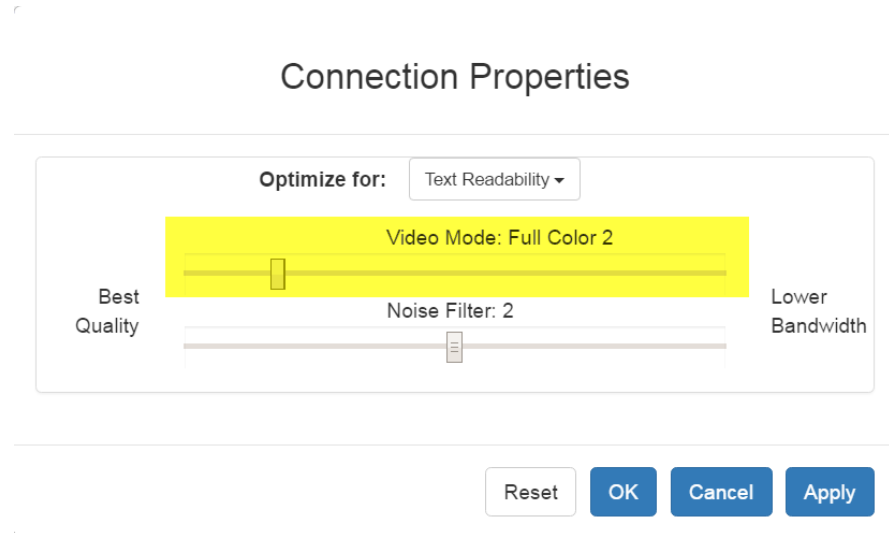 Connection Properties
Optimize for: Text Readability
Video Mode: Full Color 2
Best
Quality
Noise Filter: 2
Lower
Bandwidth
Reset OK Cancel Apply